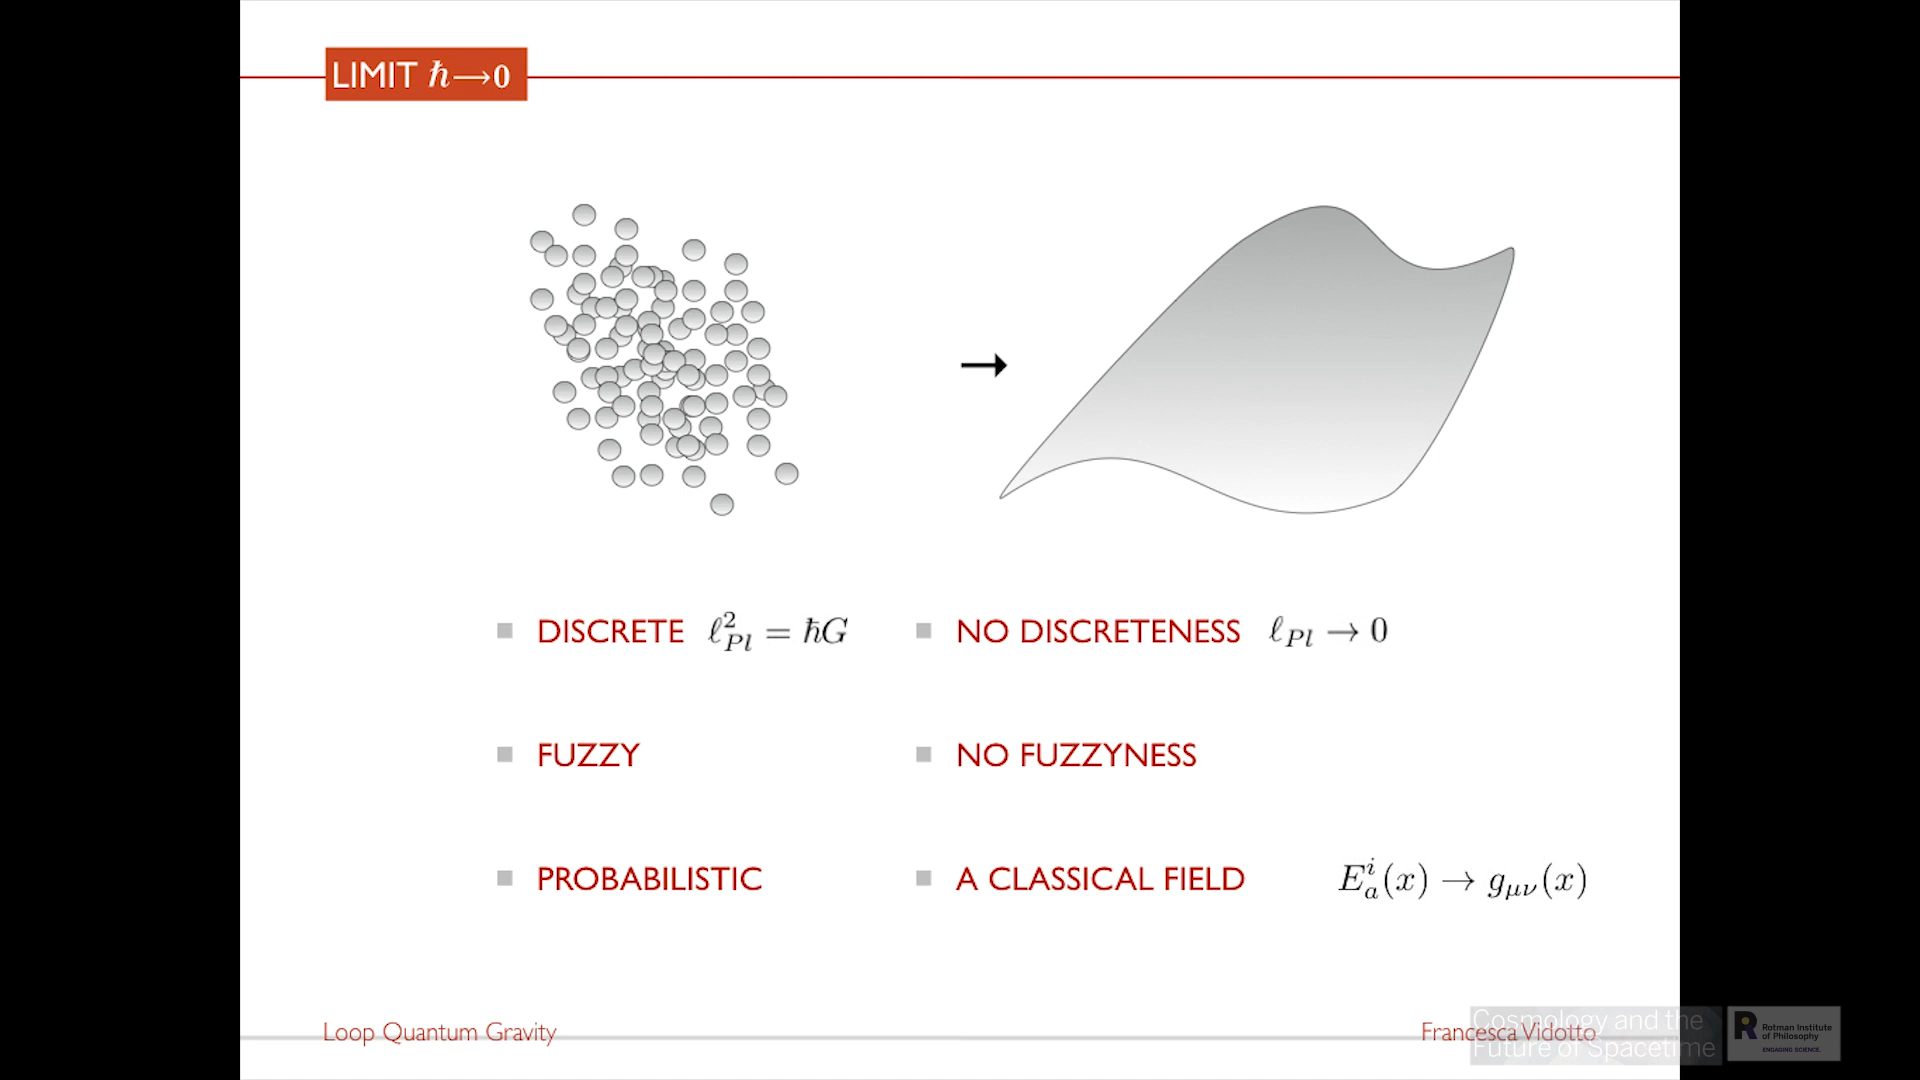 LIMIT ℏ→0
DISCRETE ℓ²_Pl = ℏG
NO DISCRETENESS ℓ_Pl → 0
FUZZY
NO FUZZYNESS
PROBABILISTIC
A CLASSICAL FIELD E^i_a(x) → g_μν(x)
Loop Quantum Gravity
Francesca Vidotto
Cosmology and the
Future of Spacetime
R
Rotman Institute
of Philosophy
ENGAGING SCIENCE.